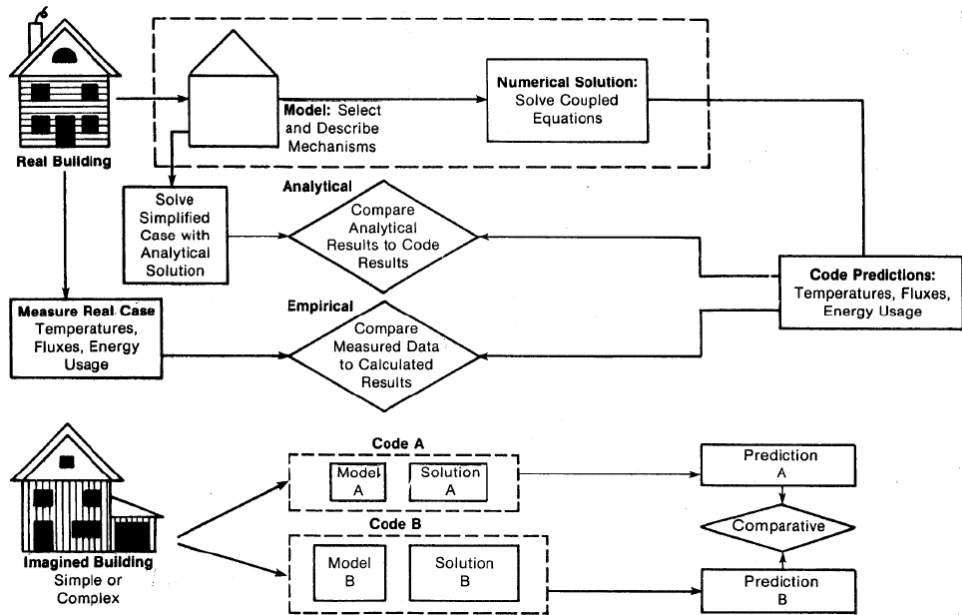 Real Building
Model: Select
and Describe
Mechanisms
Numerical Solution:
Solve Coupled
Equations
Solve
Simplified
Case with
Analytical
Solution
Analytical
Compare
Analytical
Results to Code
Results
Code Predictions:
Temperatures, Fluxes,
Energy Usage
Measure Real Case
Temperatures,
Fluxes, Energy
Usage
Empirical
Compare
Measured Data
to Calculated
Results
Imagined Building
Simple or
Complex
Code A
Model
A
Solution
A
Prediction
A
Comparative
Code B
Model
B
Solution
B
Prediction
B